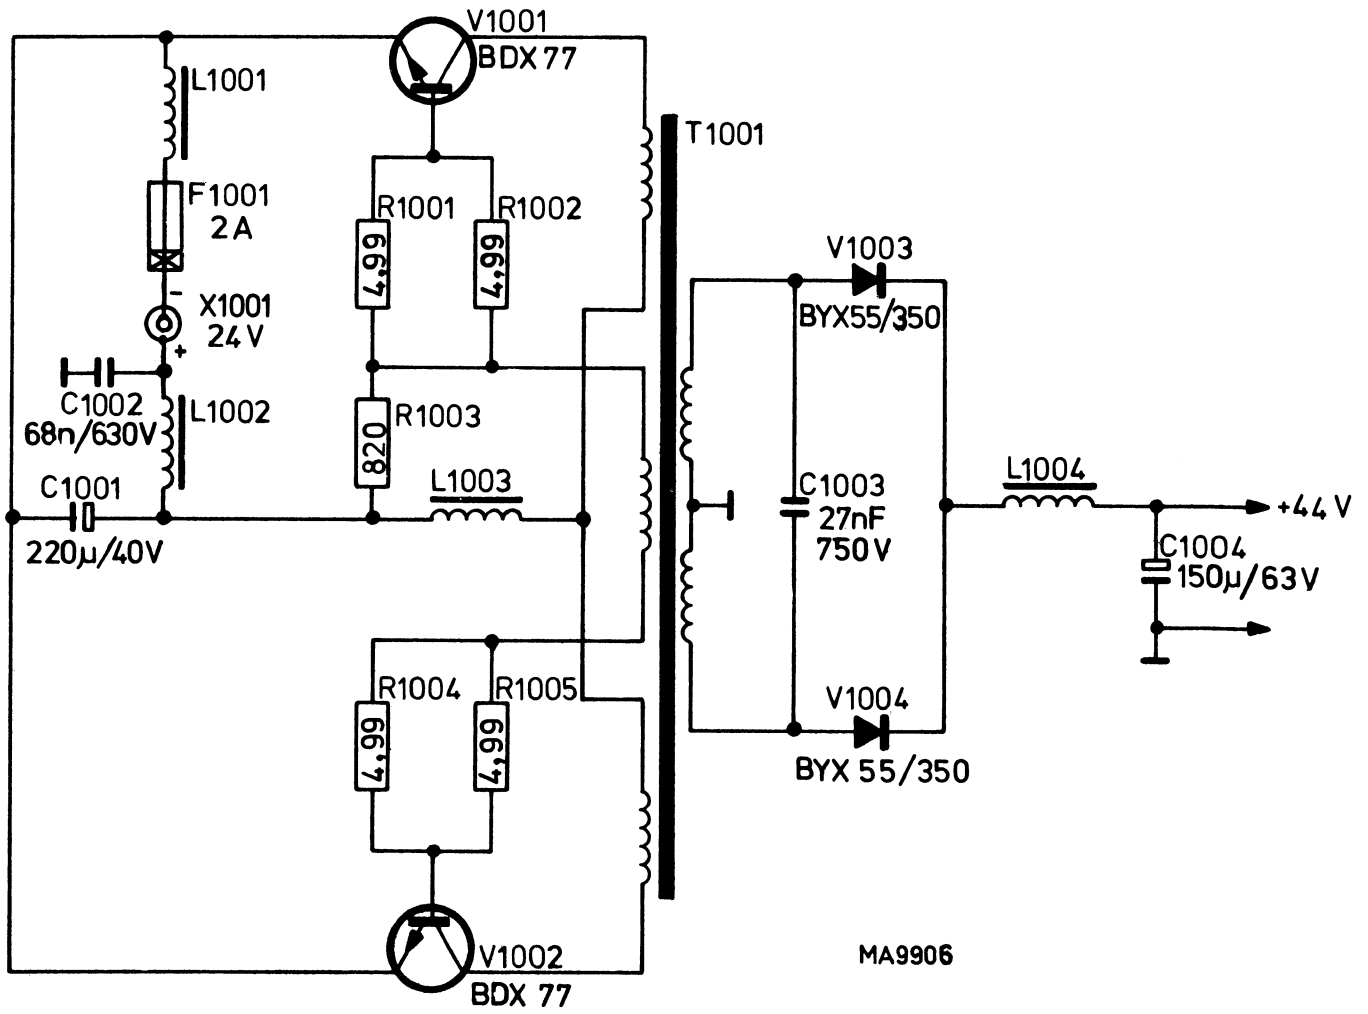 V1001
BDX 77
L1001
T1001
F1001
2A
R1001
R1002
4,99
4,99
V1003
BYX55/350
-
X1001
24V
+
C1002
68n/630V
L1002
R1003
820
C1001
220µ/40V
L1003
C1003
27nF
750V
L1004
+44V
C1004
150µ/63V
R1004
R1005
4,99
4,99
V1004
BYX 55/350
V1002
BDX 77
MA9906